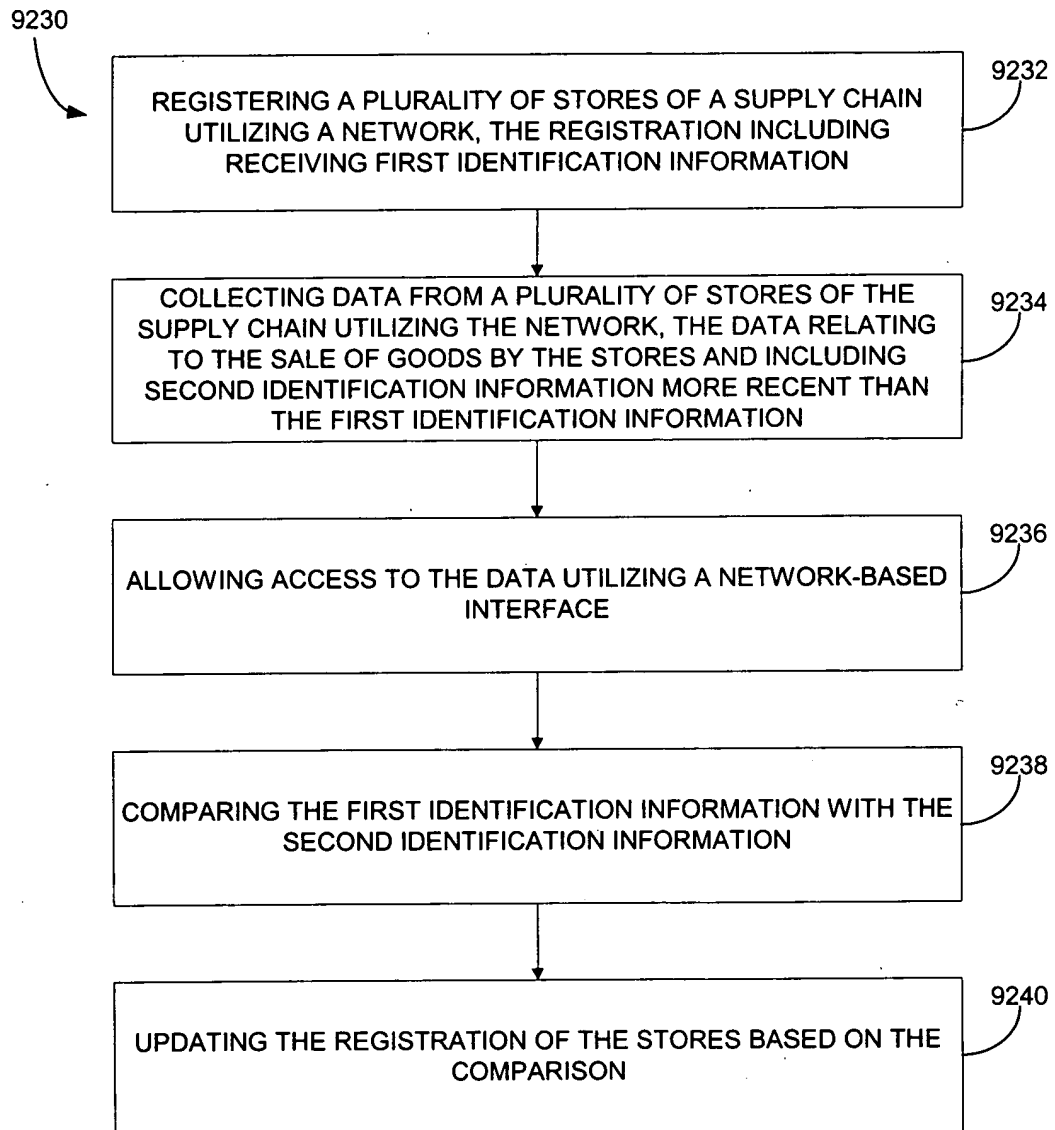 9230
9232
REGISTERING A PLURALITY OF STORES OF A SUPPLY CHAIN
UTILIZING A NETWORK, THE REGISTRATION INCLUDING
RECEIVING FIRST IDENTIFICATION INFORMATION
9234
COLLECTING DATA FROM A PLURALITY OF STORES OF THE
SUPPLY CHAIN UTILIZING THE NETWORK, THE DATA RELATING
TO THE SALE OF GOODS BY THE STORES AND INCLUDING
SECOND IDENTIFICATION INFORMATION MORE RECENT THAN
THE FIRST IDENTIFICATION INFORMATION
9236
ALLOWING ACCESS TO THE DATA UTILIZING A NETWORK-BASED
INTERFACE
9238
COMPARING THE FIRST IDENTIFICATION INFORMATION WITH THE
SECOND IDENTIFICATION INFORMATION
9240
UPDATING THE REGISTRATION OF THE STORES BASED ON THE
COMPARISON